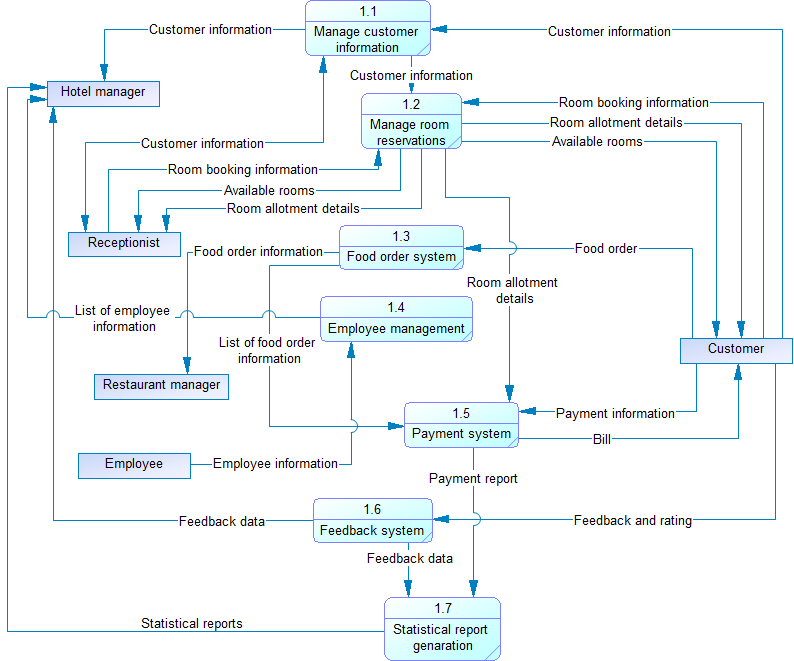 1.1
Manage customer
information
Customer information
Customer information
Customer information
Hotel manager
1.2
Manage room
reservations
Room booking information
Room allotment details
Available rooms
Customer information
Room booking information
Available rooms
Room allotment details
Receptionist
1.3
Food order system
Food order information
Food order
Room allotment
details
1.4
Employee management
List of employee
information
List of food order
information
Customer
Restaurant manager
1.5
Payment system
Payment information
Bill
Employee
Employee information
Payment report
1.6
Feedback system
Feedback data
Feedback and rating
Feedback data
1.7
Statistical report
genaration
Statistical reports